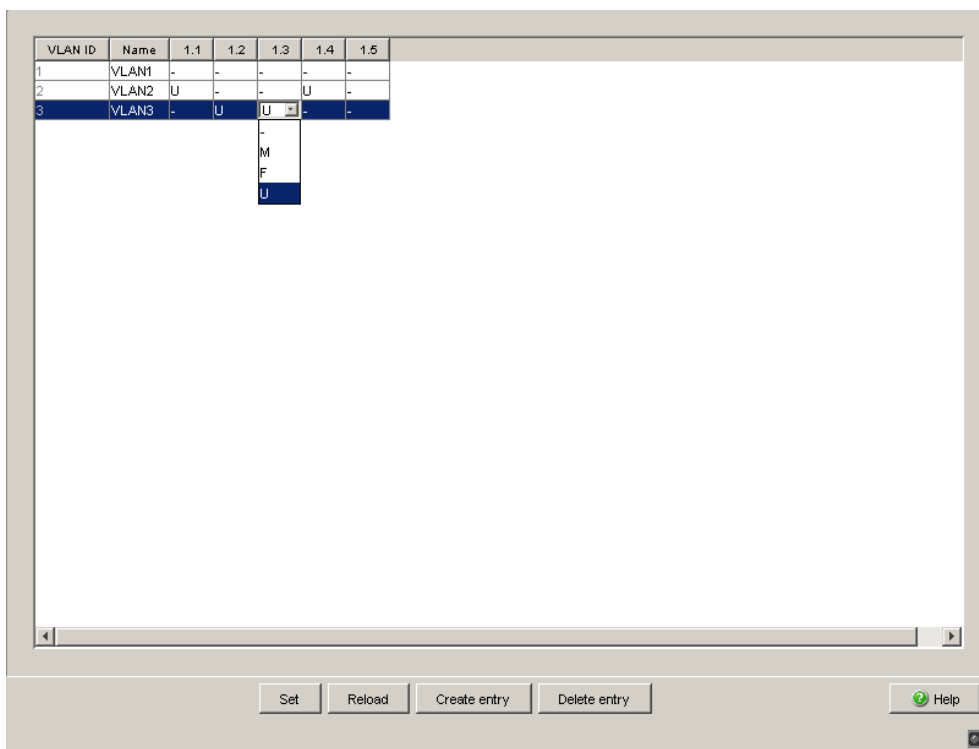 VLAN ID Name 1.1 1.2 1.3 1.4 1.5
1 VLAN1 - - - - -
2 VLAN2 U - - U -
3 VLAN3 - U U - -
-
M
F
U
Set Reload Create entry Delete entry Help